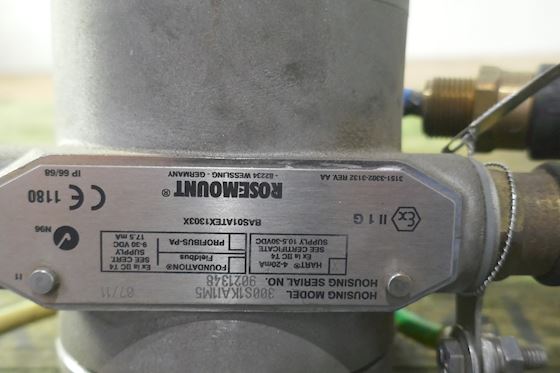 HOUSING MODEL 300S1KAI1M5
HOUSING SERIAL NO. 9021348
07/11
HART® 4-20mA
Ex ia IIC T4
SEE CERTIFICATE
SUPPLY 10.5-30VDC
FOUNDATION®
Fieldbus
PROFIBUS-PA
Ex ia IIC T4
SEE CERT.
SUPPLY
9-30 VDC
17.5 mA
N96
II 1 G
BAS01ATEX1303X
CE 1180
ROSEMOUNT®
82234 WESSLING - GERMANY
IP 66/68
3151-3302-3132 REV. AA